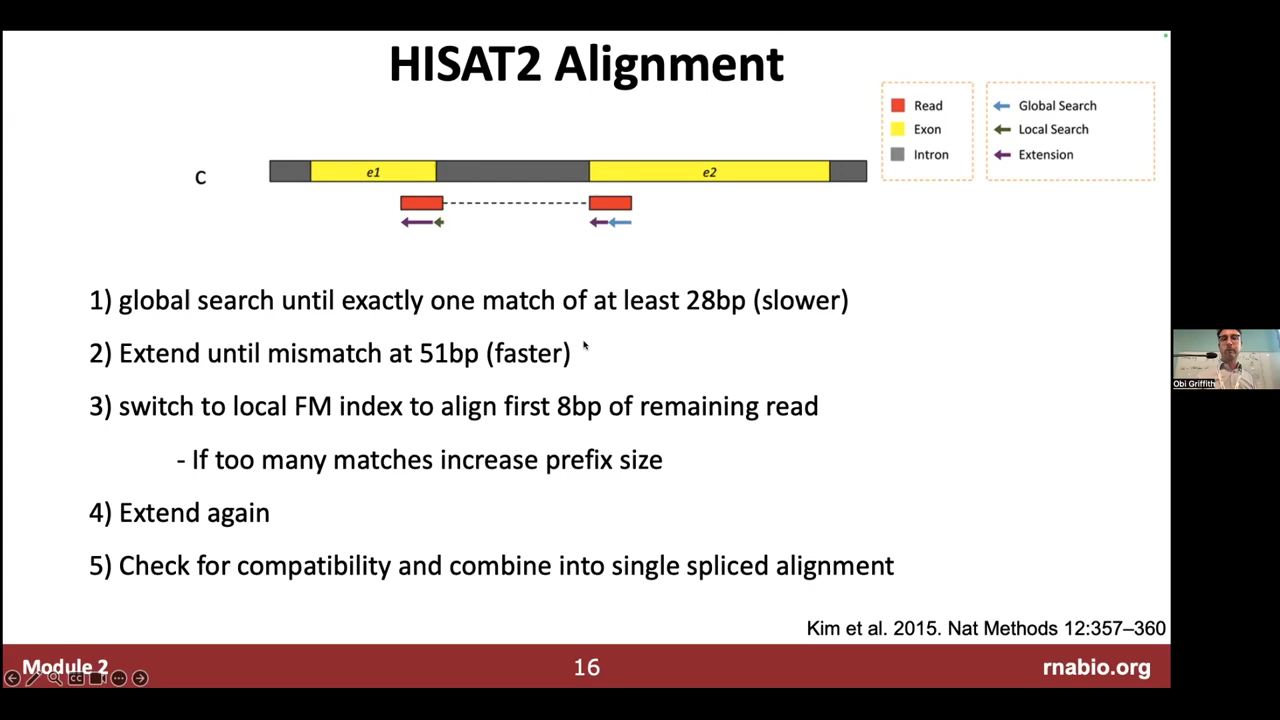 HISAT2 Alignment
Read
Exon
Intron
Global Search
Local Search
Extension
C
e1
e2
1) global search until exactly one match of at least 28bp (slower)
2) Extend until mismatch at 51bp (faster)
3) switch to local FM index to align first 8bp of remaining read
- If too many matches increase prefix size
4) Extend again
5) Check for compatibility and combine into single spliced alignment
Kim et al. 2015. Nat Methods 12:357–360
Module 2
16
rnabio.org
Obi Griffith
CC